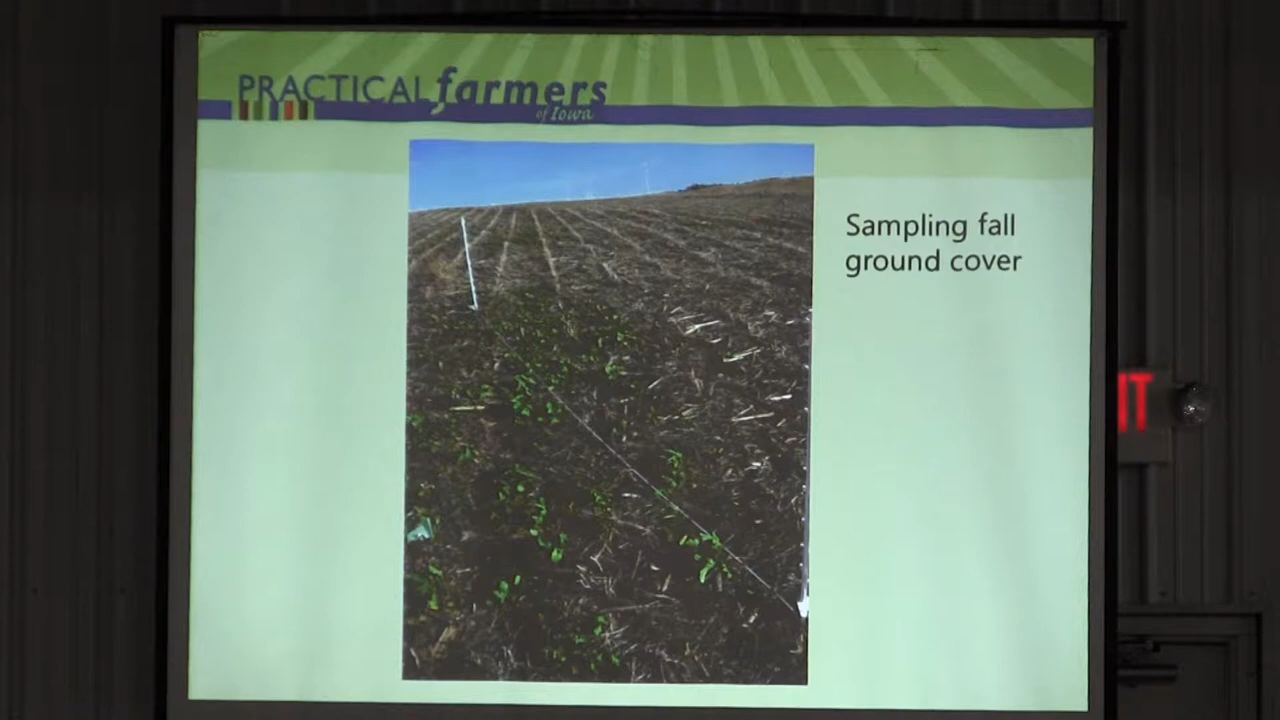 PRACTICAL farmers
of Iowa
Sampling fall
ground cover
IT